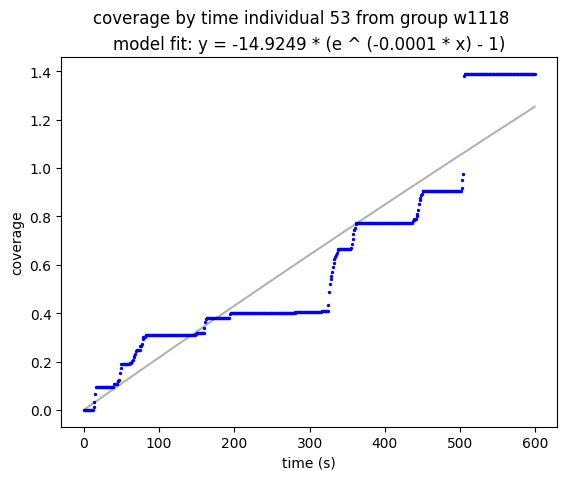 coverage by time individual 53 from group w1118
model fit: y = -14.9249 * (e ^ (-0.0001 * x) - 1)
1.4
1.2
1.0
0.8
0.6
0.4
0.2
0.0
coverage
0 100 200 300 400 500 600
time (s)